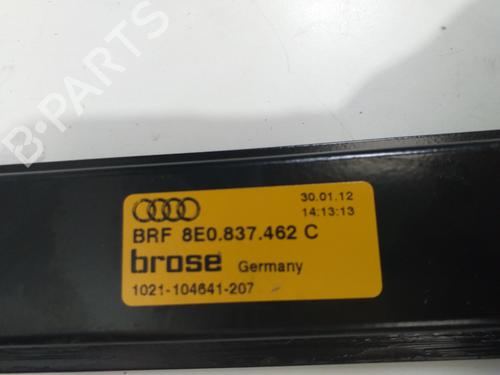 B-PARTS
30.01.12
14:13:13
BRF 8E0.837.462 C
brose Germany
1021-104641-207